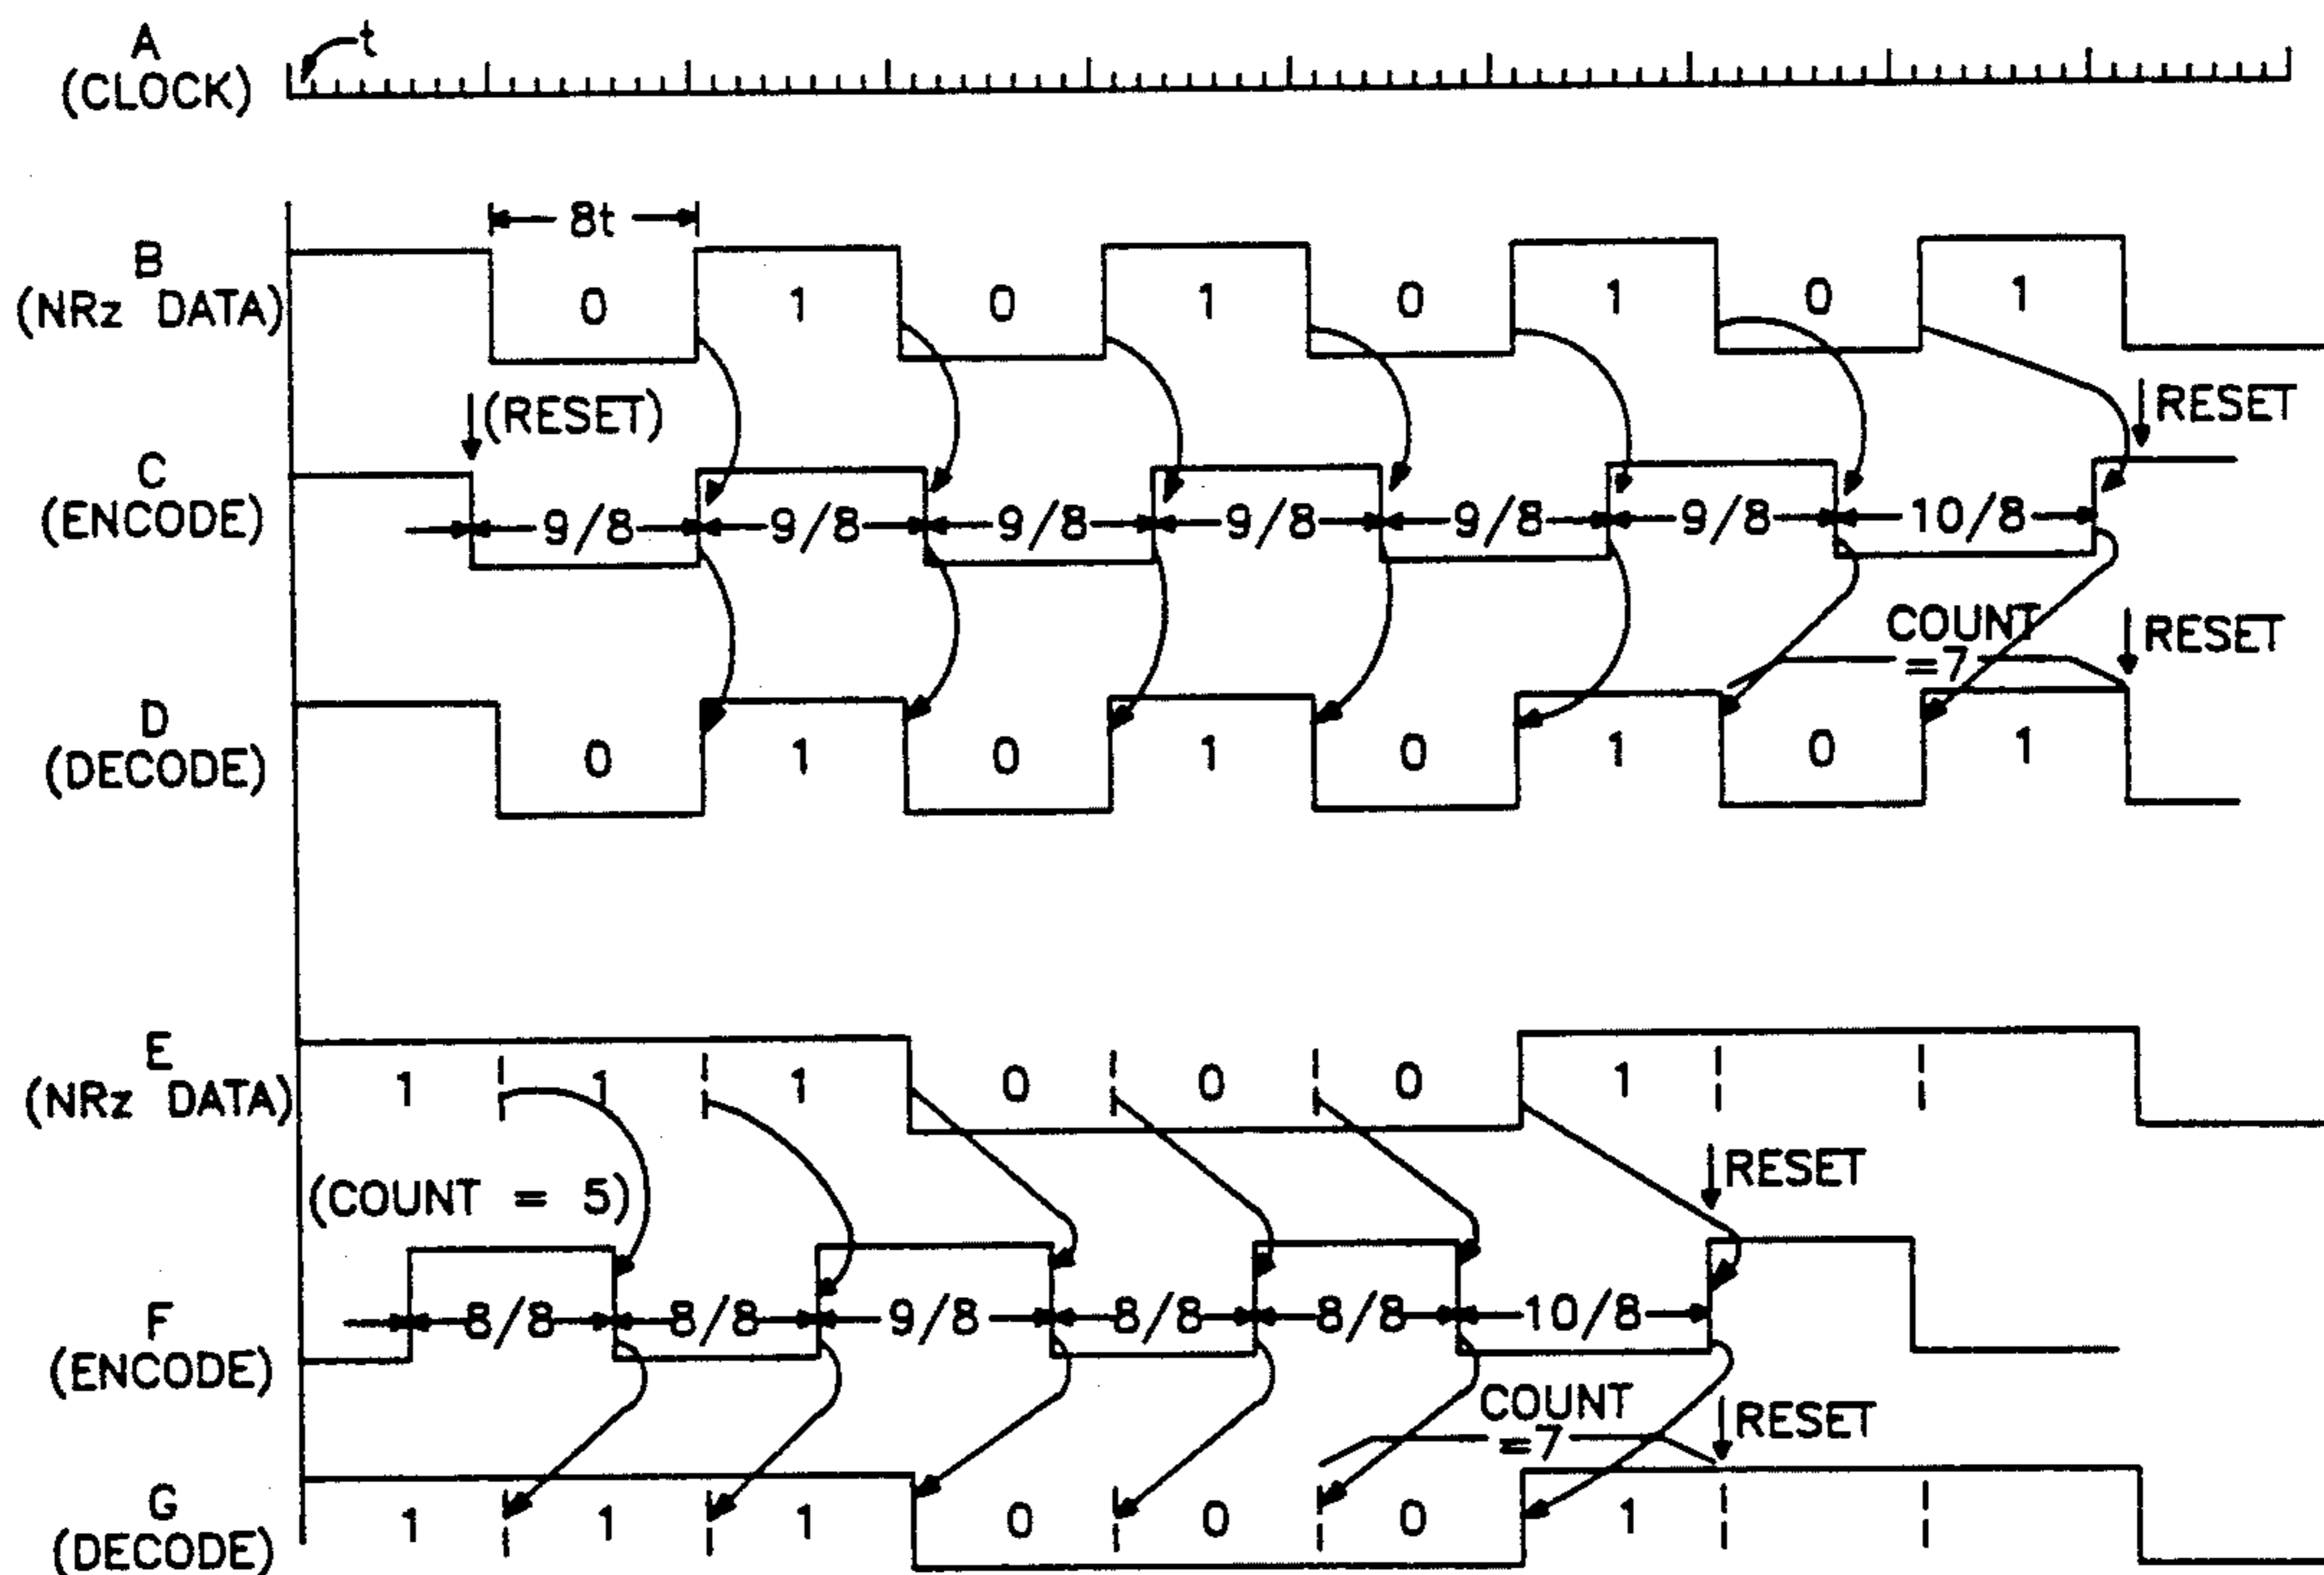 A
(CLOCK)
t
8t
B
(NRz DATA)
0 1 0 1 0 1 0 1
(RESET)
RESET
C
(ENCODE)
9/8 9/8 9/8 9/8 9/8 9/8 10/8
COUNT
=7
RESET
D
(DECODE)
0 1 0 1 0 1 0 1
E
(NRz DATA)
1 1 1 0 0 0 1
RESET
(COUNT = 5)
F
(ENCODE)
8/8 8/8 9/8 8/8 8/8 10/8
COUNT
=7
RESET
G
(DECODE)
1 1 1 0 0 0 1